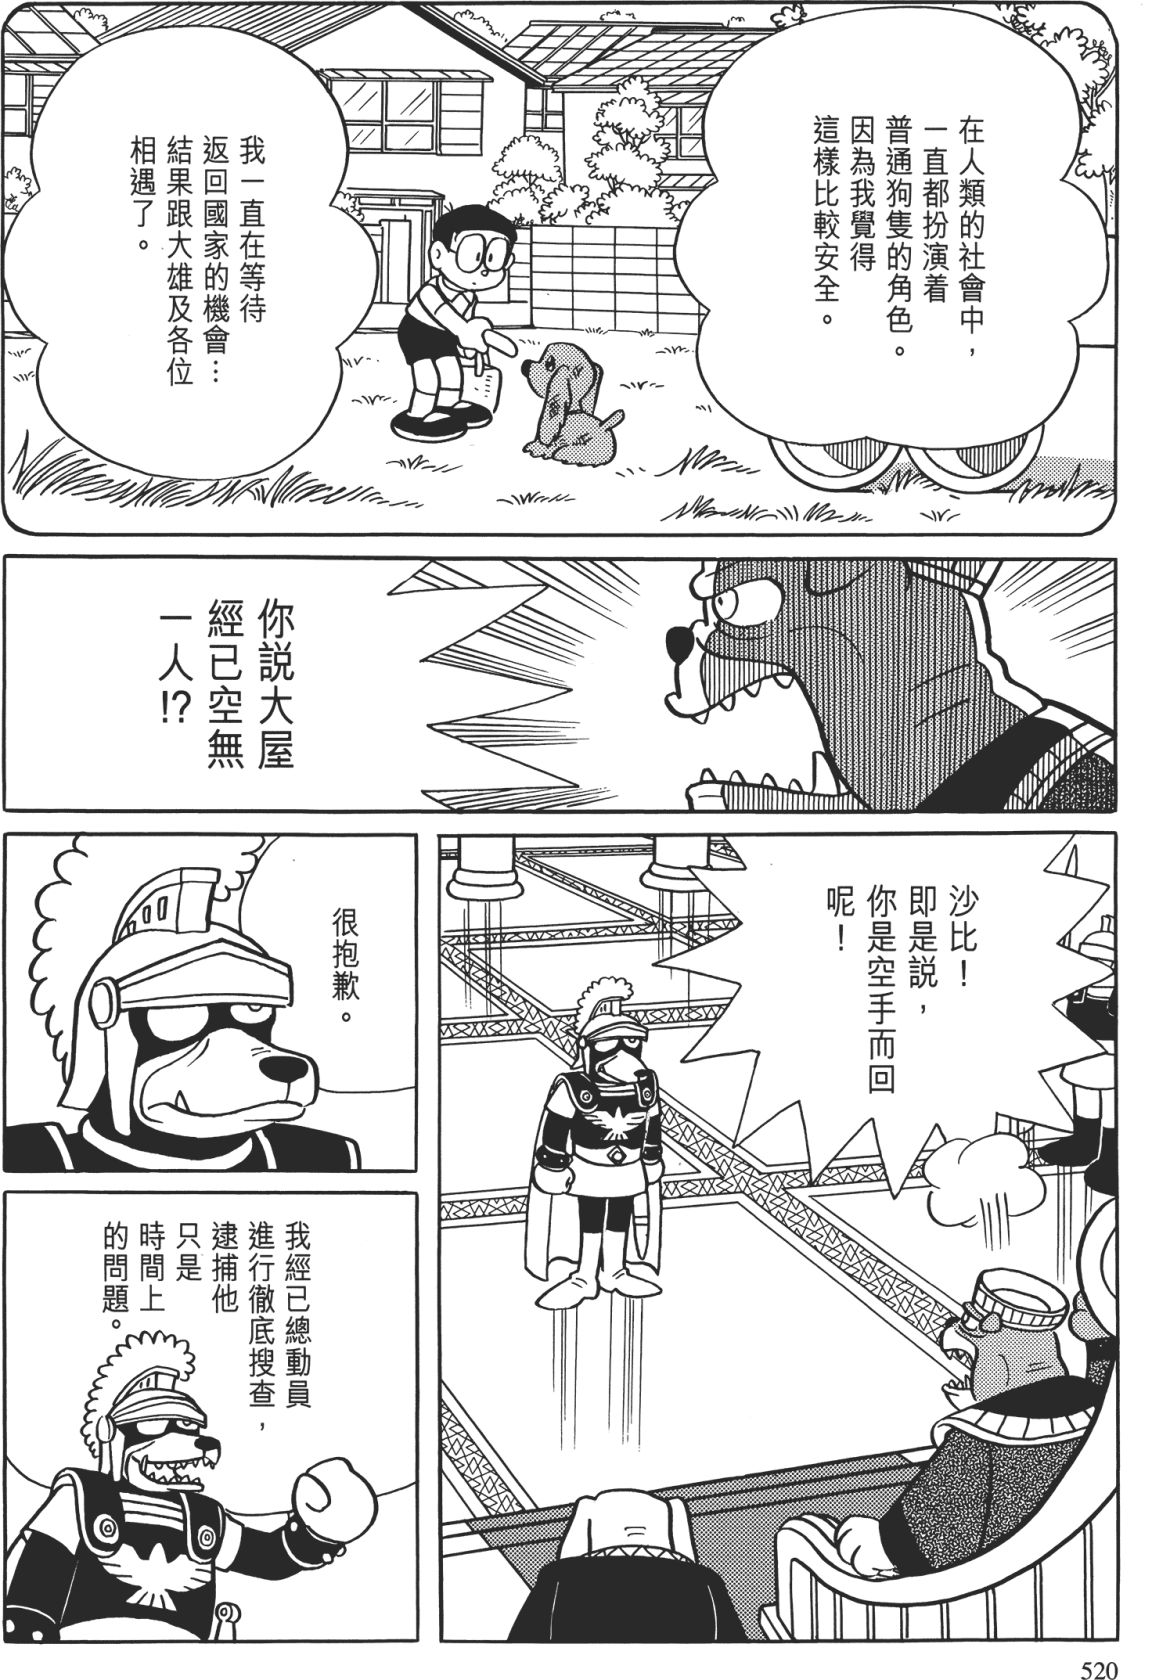 在人類的社會中，
一直都扮演着
普通狗隻的角色。
因為我覺得
這樣比較安全。
我一直在等待
返回國家的機會…
結果跟大雄及各位
相遇了。
你說大屋
經已空無
一人!?
沙比！
即是說，
你是空手而回
呢！
很抱歉。
我經已總動員
進行徹底搜查，
逮捕他
只是
時間上
的問題。
520